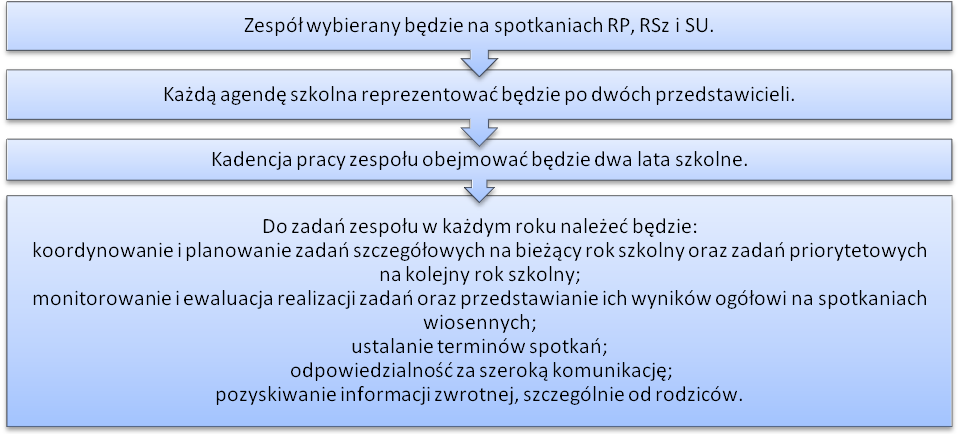 Zespół wybierany będzie na spotkaniach RP, RSz i SU.
Każdą agendę szkolna reprezentować będzie po dwóch przedstawicieli.
Kadencja pracy zespołu obejmować będzie dwa lata szkolne.
Do zadań zespołu w każdym roku należeć będzie:
koordynowanie i planowanie zadań szczegółowych na bieżący rok szkolny oraz zadań priorytetowych
na kolejny rok szkolny;
monitorowanie i ewaluacja realizacji zadań oraz przedstawianie ich wyników ogółowi na spotkaniach
wiosennych;
ustalanie terminów spotkań;
odpowiedzialność za szeroką komunikację;
pozyskiwanie informacji zwrotnej, szczególnie od rodziców.